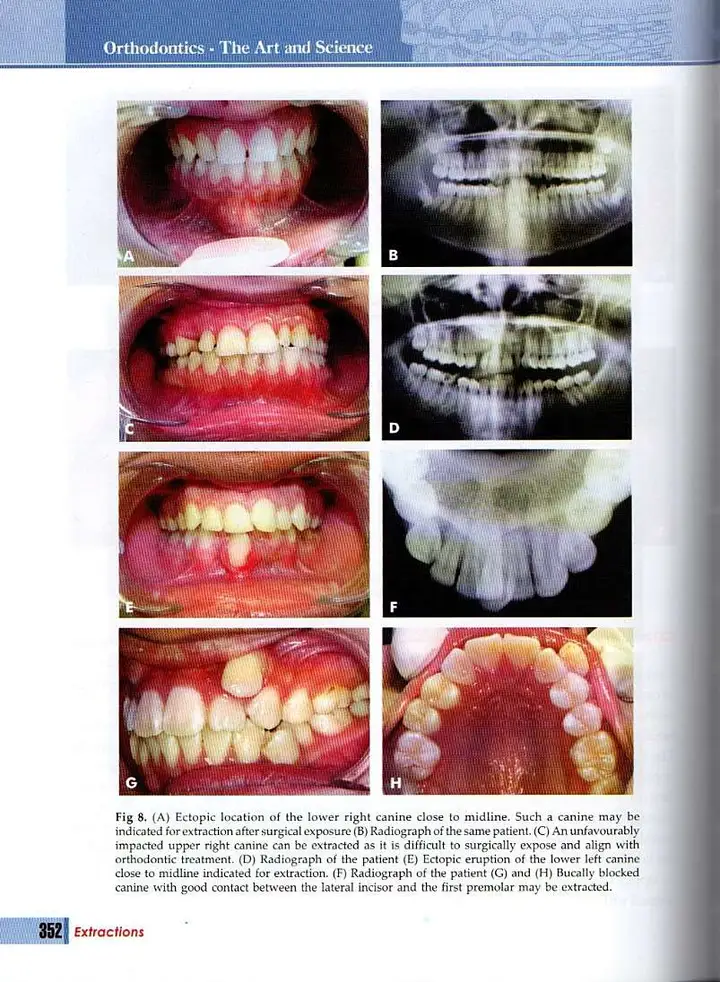 Orthodontics - The Art and Science
A
B
C
D
E
F
G
H
Fig 8. (A) Ectopic location of the lower right canine close to midline. Such a canine may be
indicated for extraction after surgical exposure (B) Radiograph of the same patient. (C) An unfavourably
impacted upper right canine can be extracted as it is difficult to surgically expose and align with
orthodontic treatment. (D) Radiograph of the patient (E) Ectopic eruption of the lower left canine
close to midline indicated for extraction. (F) Radiograph of the patient (G) and (H) Bucally blocked
canine with good contact between the lateral incisor and the first premolar may be extracted.
352 Extractions